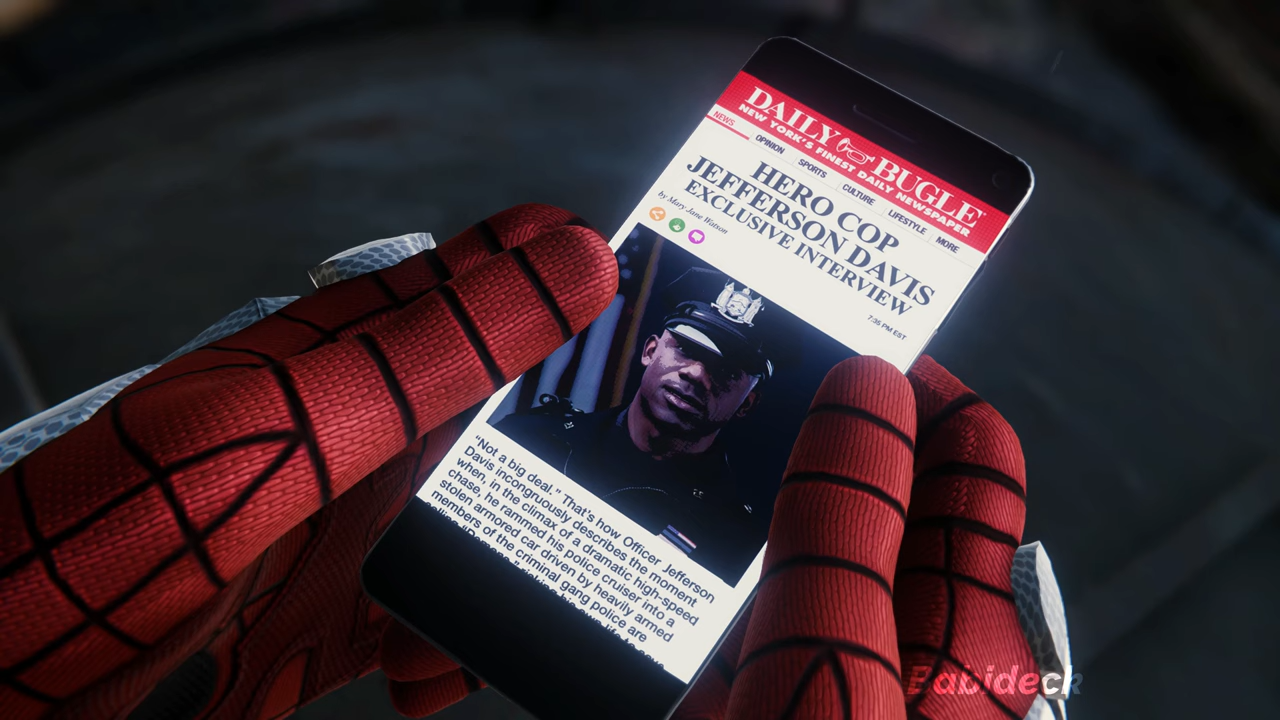 DAILY BUGLE
NEW YORK'S FINEST DAILY NEWSPAPER
NEWS OPINION SPORTS CULTURE LIFESTYLE MORE
HERO COP
JEFFERSON DAVIS
EXCLUSIVE INTERVIEW
by Mary Jane Watson
7:35 PM EST
"Not a big deal." That's how Officer Jefferson
Davis incongruously describes the moment
when, in the climax of a dramatic high-speed
chase, he rammed his police cruiser into a
stolen armored car driven by heavily armed
members of the criminal gang police are
Babideck